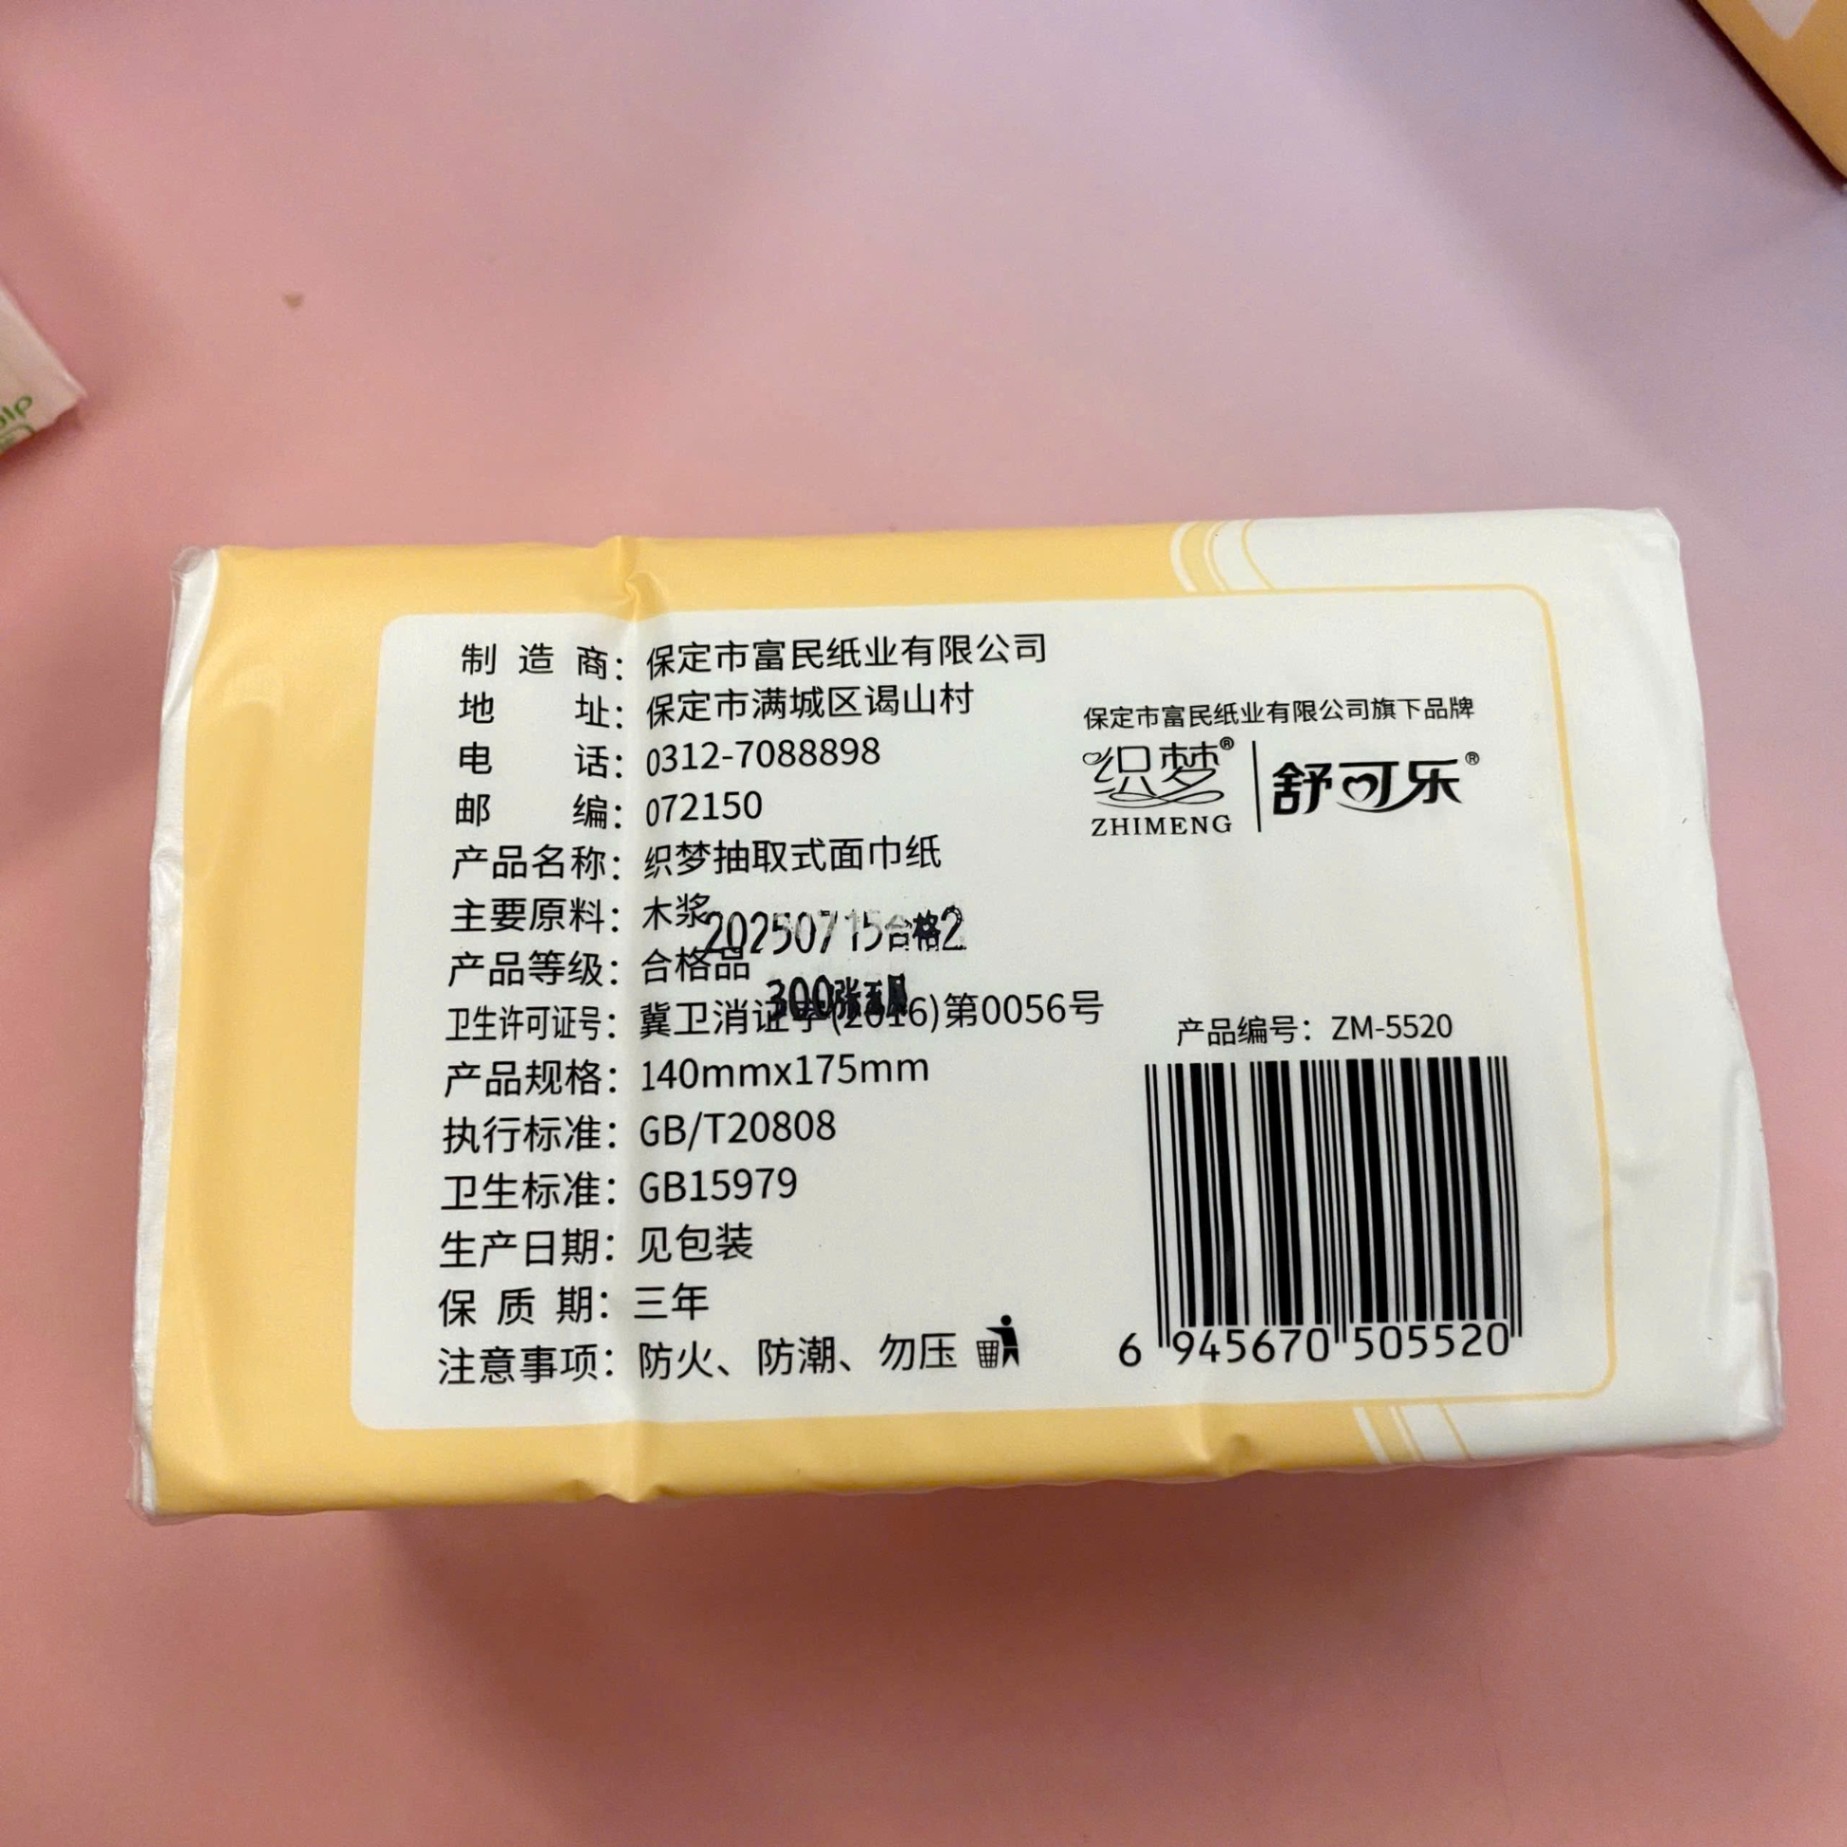 制造商：保定市富民纸业有限公司
地址：保定市满城区谒山村
电话：0312-7088898
邮编：072150
产品名称：织梦抽取式面巾纸
主要原料：木浆
20250715合格2
产品等级：合格品
300张
卫生许可证号：冀卫消证字(2016)第0056号
产品规格：140mmx175mm
执行标准：GB/T20808
卫生标准：GB15979
生产日期：见包装
保质期：三年
注意事项：防火、防潮、勿压
保定市富民纸业有限公司旗下品牌
织梦® 舒可乐®
ZHIMENG
产品编号：ZM-5520
6 945670 505520